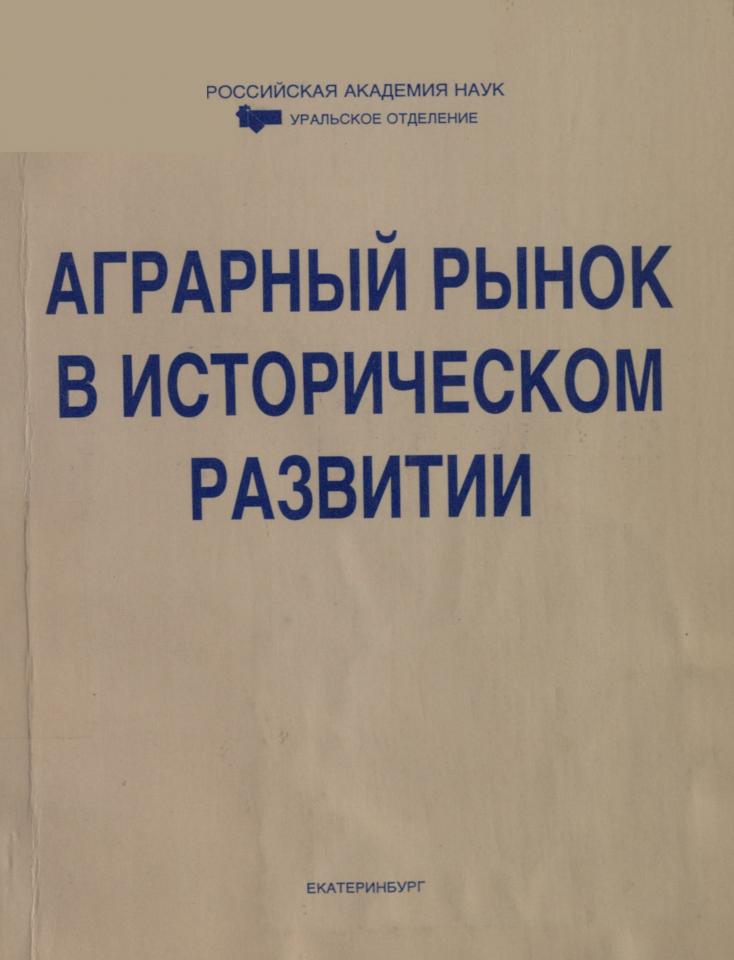 РОССИЙСКАЯ АКАДЕМИЯ НАУК
УРАЛЬСКОЕ ОТДЕЛЕНИЕ
АГРАРНЫЙ РЫНОК
В ИСТОРИЧЕСКОМ
РАЗВИТИИ
ЕКАТЕРИНБУРГ